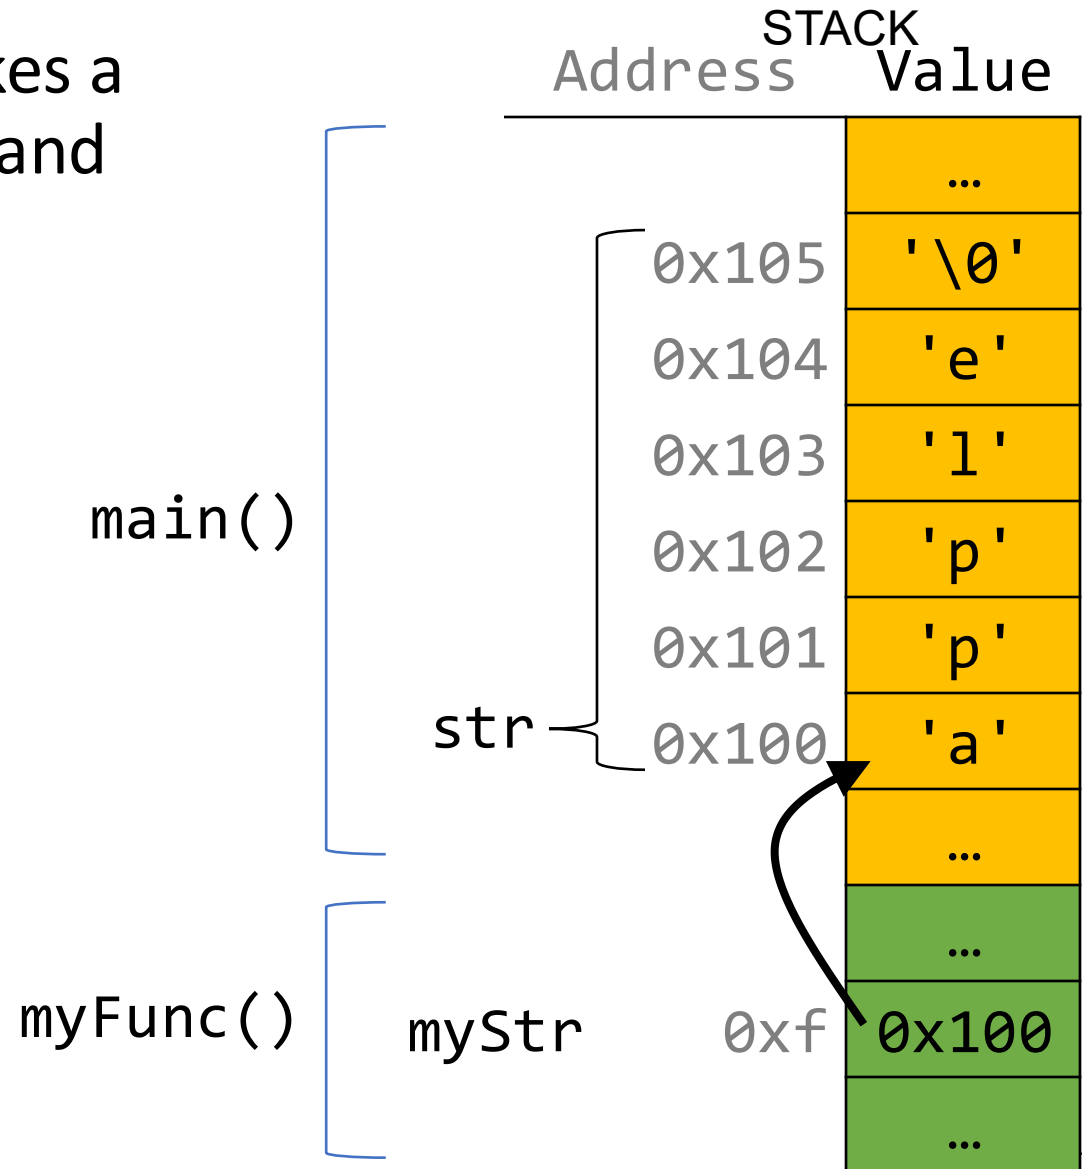 STACK
kes a
Address Value
and
…
0x105 '\0'
0x104 'e'
0x103 'l'
main()
0x102 'p'
0x101 'p'
str 0x100 'a'
…
…
myFunc() myStr 0xf 0x100
…